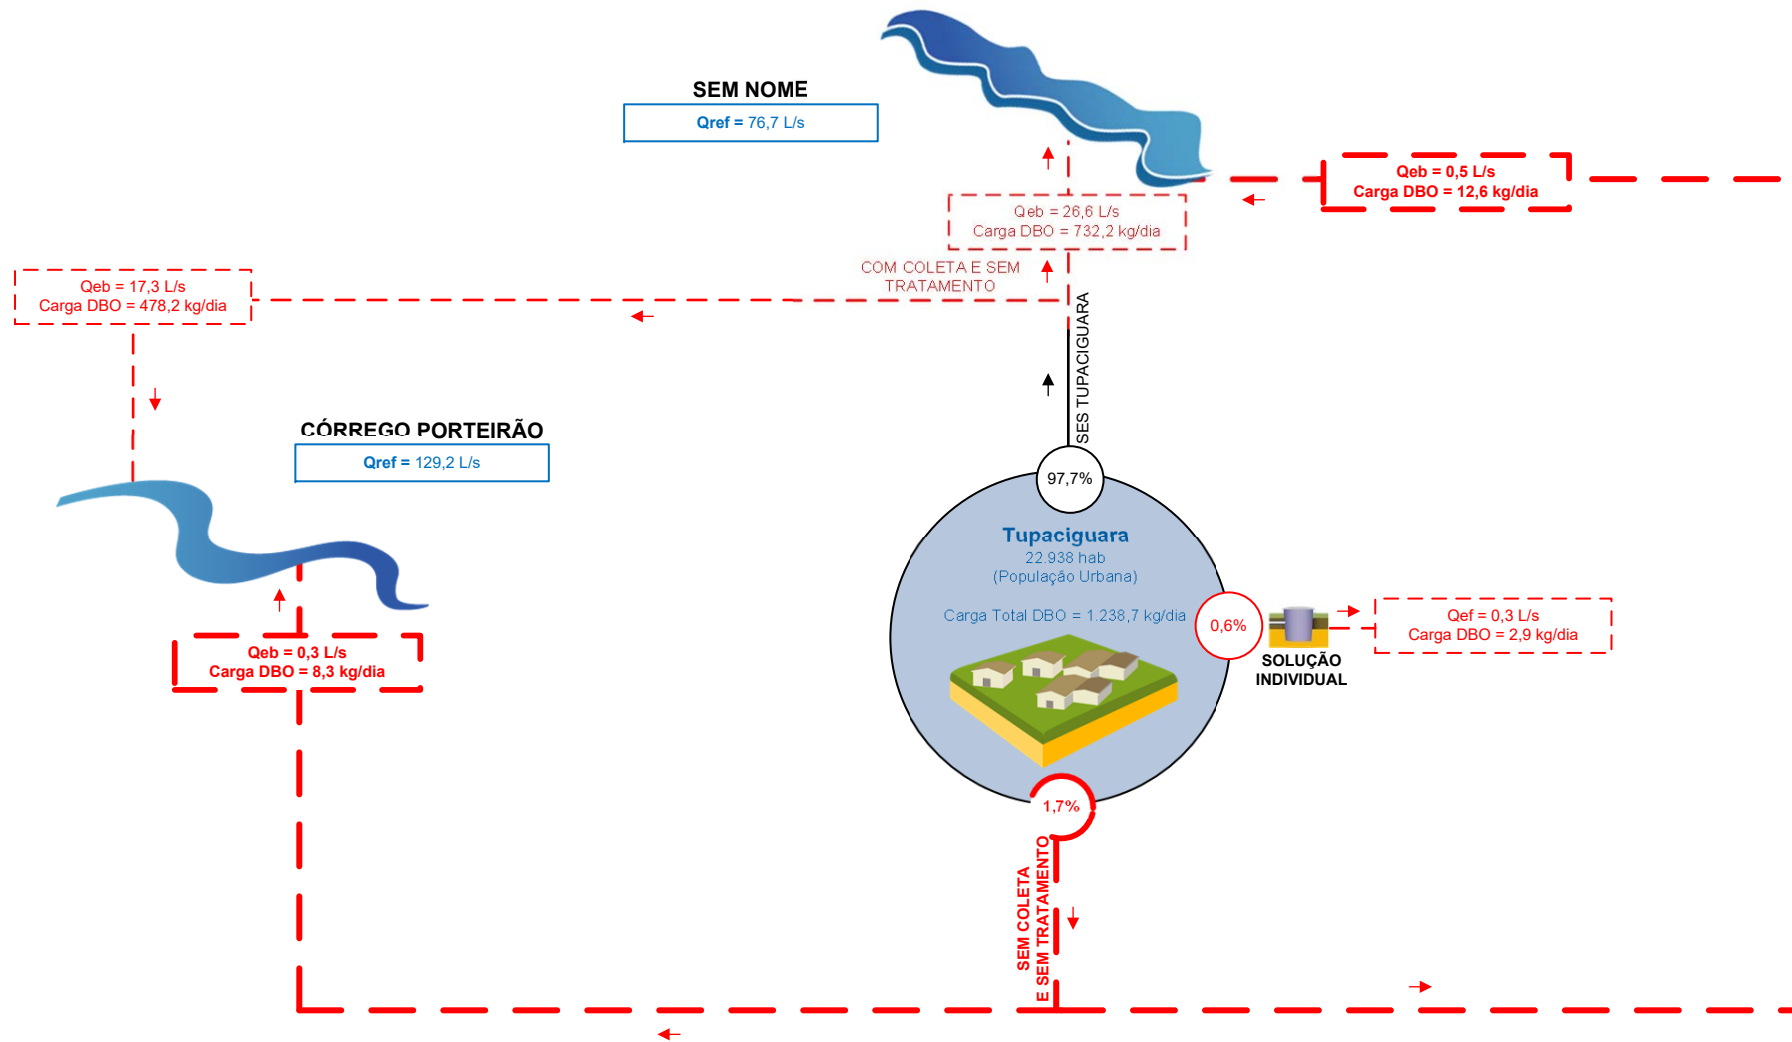 SEM NOME
Qref = 76,7 L/s
Qeb = 0,5 L/s
Carga DBO = 12,6 kg/dia
Qeb = 26,6 L/s
Carga DBO = 732,2 kg/dia
COM COLETA E SEM
TRATAMENTO
Qeb = 17,3 L/s
Carga DBO = 478,2 kg/dia
SES TUPACIGUARA
CÓRREGO PORTEIRÃO
Qref = 129,2 L/s
97,7%
Tupaciguara
22.938 hab
(População Urbana)
Carga Total DBO = 1.238,7 kg/dia
0,6%
SOLUÇÃO
INDIVIDUAL
Qef = 0,3 L/s
Carga DBO = 2,9 kg/dia
Qeb = 0,3 L/s
Carga DBO = 8,3 kg/dia
1,7%
SEM COLETA
E SEM TRATAMENTO